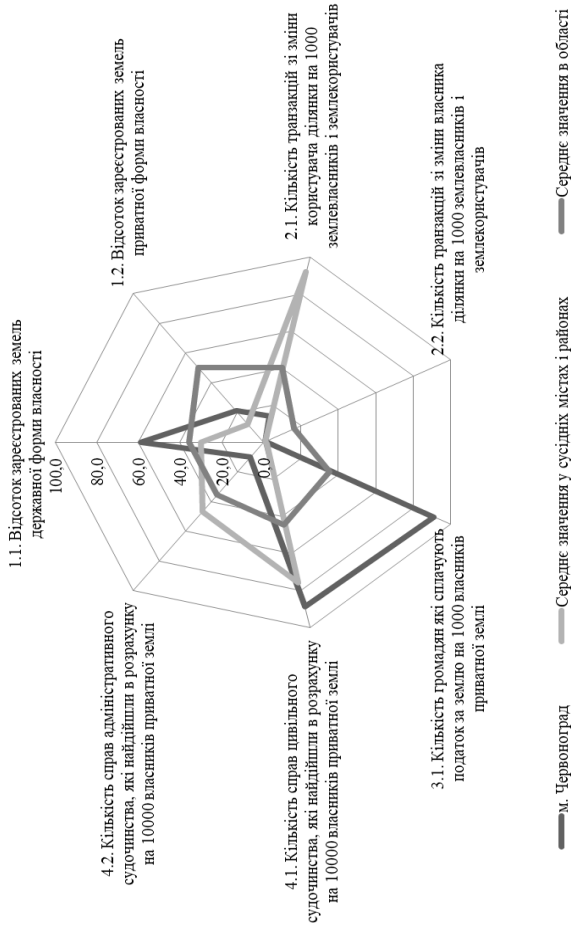 1.1. Відсоток зареєстрованих земель
державної форми власності
100,0
80,0
60,0
40,0
20,0
0,0
1.2. Відсоток зареєстрованих земель
приватної форми власності
2.1. Кількість транзакцій зі зміни
користувача ділянки на 1000
землевласників і землекористувачів
2.2. Кількість транзакцій зі зміни власника
ділянки на 1000 землевласників і
землекористувачів
3.1. Кількість громадян які сплачують
податок за землю на 1000 власників
приватної землі
4.1. Кількість справ цивільного
судочинства, які найдійшли в розрахунку
на 10000 власників приватної землі
4.2. Кількість справ адміністративного
судочинства, які найдійшли в розрахунку
на 10000 власників приватної землі
м. Червоноград
Середнє значення у сусідніх містах і районах
Середнє значення в області